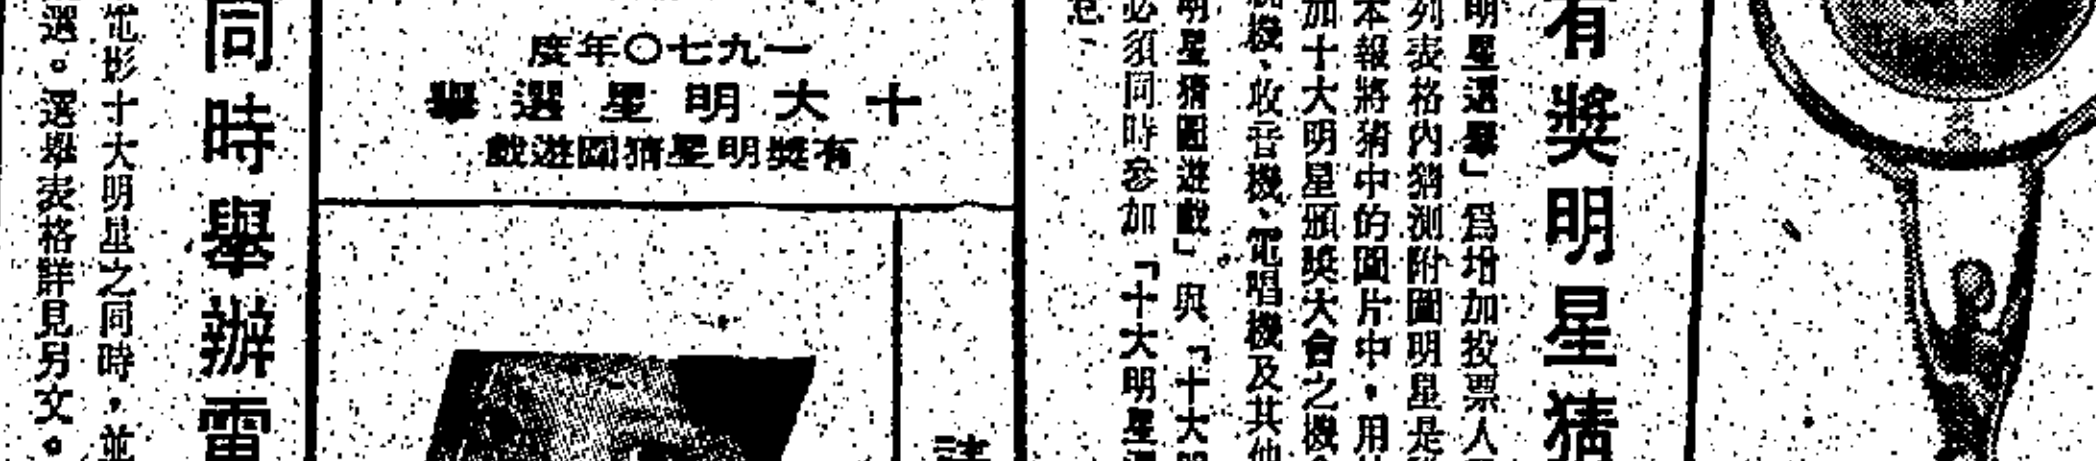 有獎明星猜
明星選舉」爲增加投票人
列表格內猜測附圖明星是
本報將猜中的圖片中，用
加十大明星頒獎大會之機
機、收音機、電唱機及其他
明星猜圖遊戲」與「十大明
必須同時參加「十大明星選
一九七〇年度
十大明星選舉
有獎明星猜圖遊戲
同時舉辦電
電影十大明星之同時，並
選。選舉表格詳見另文。